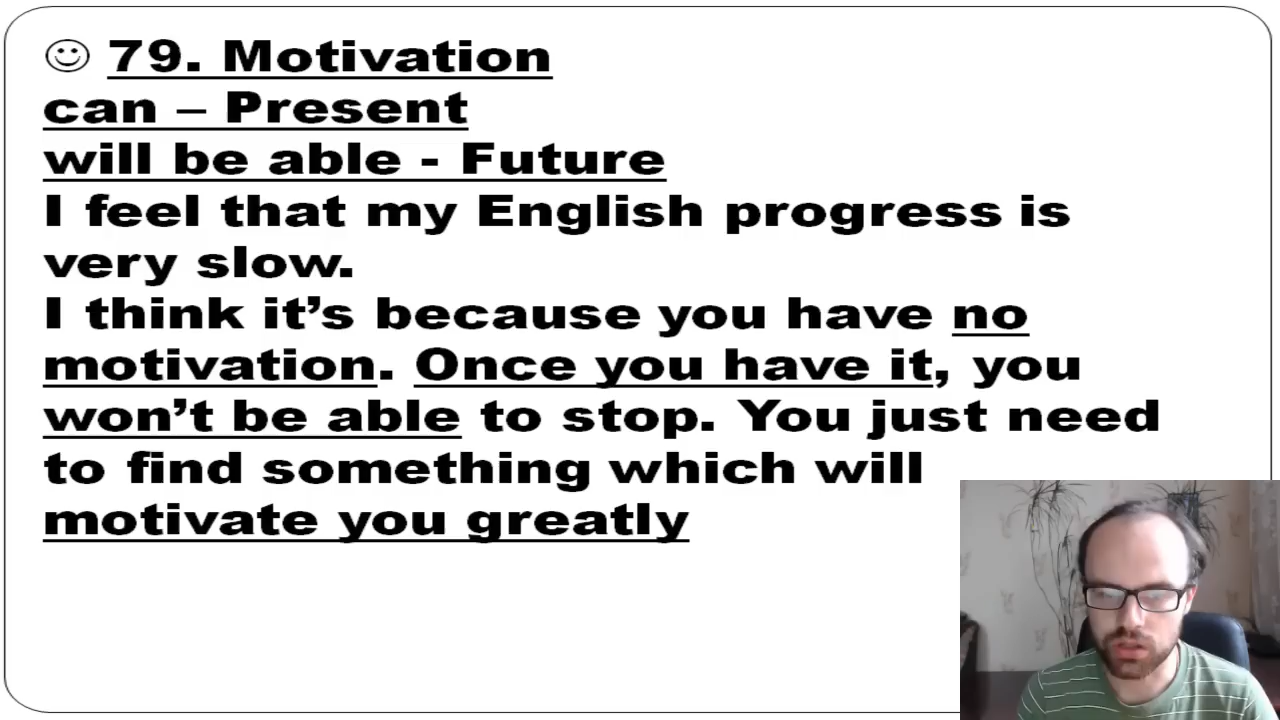 ☺ 79. Motivation
can – Present
will be able - Future
I feel that my English progress is
very slow.
I think it’s because you have no
motivation. Once you have it, you
won’t be able to stop. You just need
to find something which will
motivate you greatly